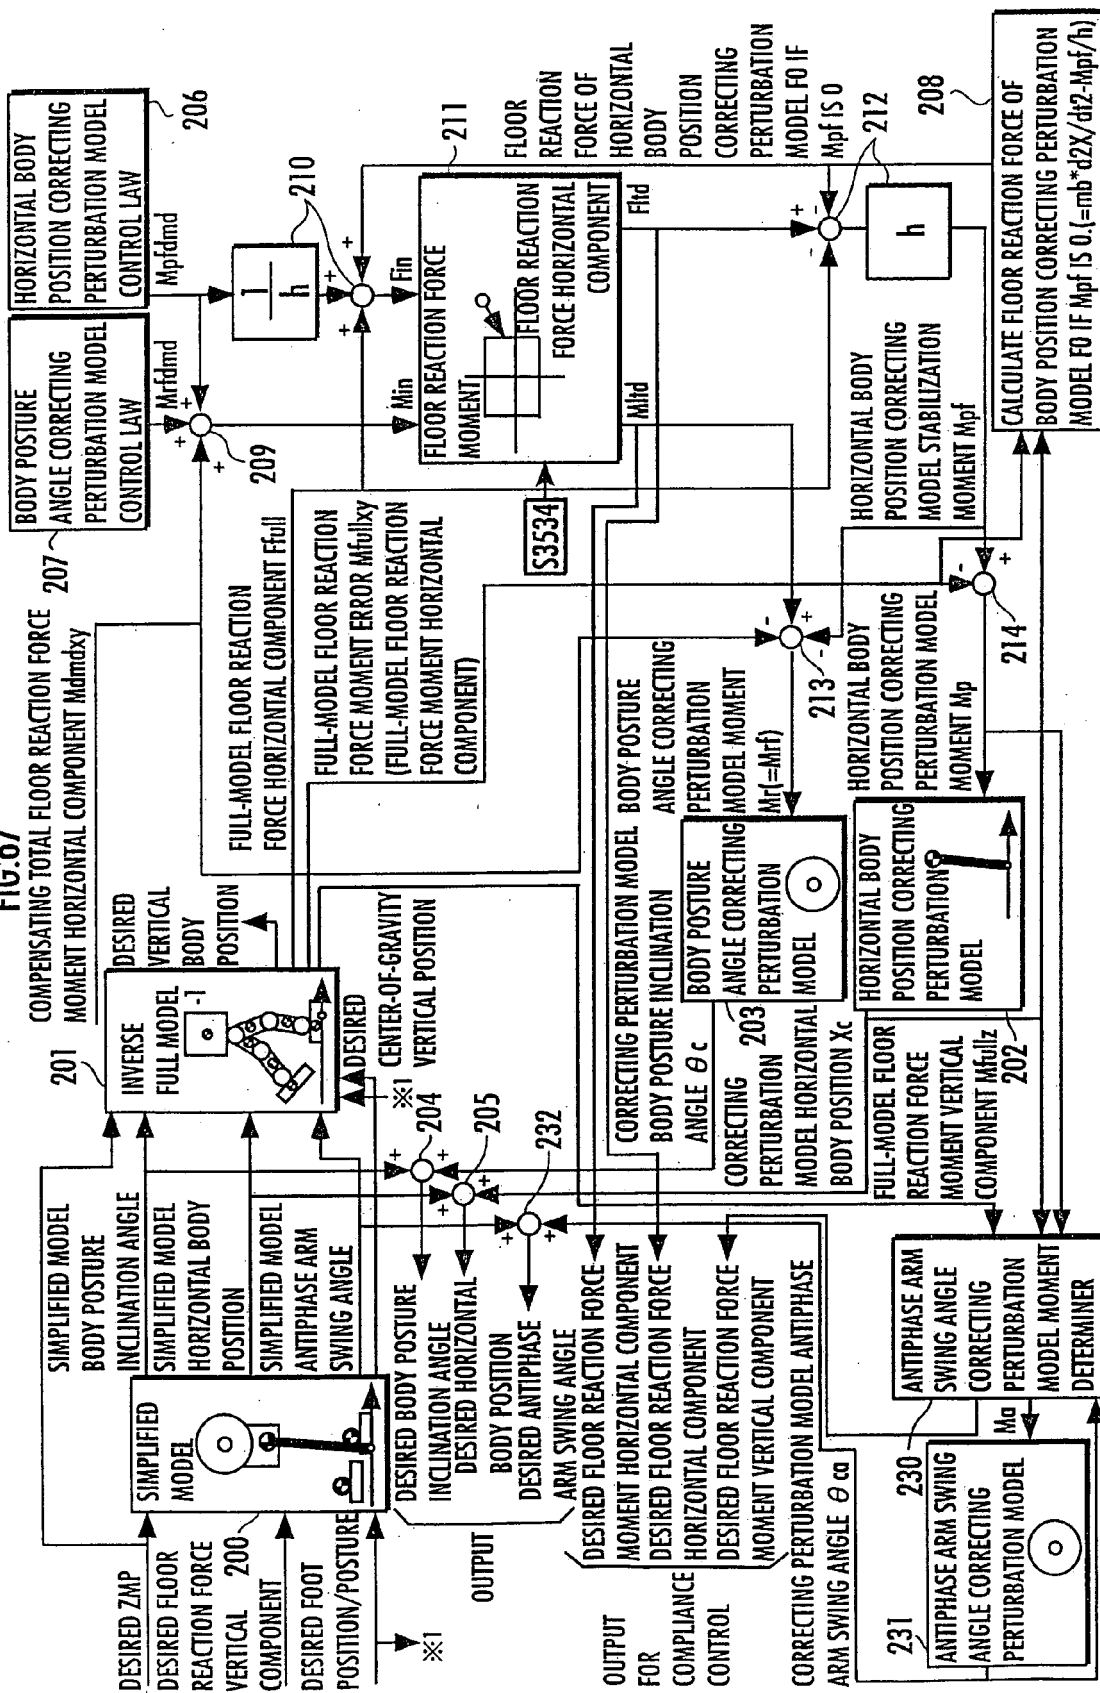 FIG.67
DESIRED ZMP
DESIRED FLOOR
REACTION FORCE
VERTICAL
COMPONENT
DESIRED FOOT
POSITION/POSTURE
※1
200
SIMPLIFIED
MODEL
SIMPLIFIED MODEL
BODY POSTURE
INCLINATION ANGLE
SIMPLIFIED MODEL
HORIZONTAL BODY
POSITION
SIMPLIFIED MODEL
ANTIPHASE ARM
SWING ANGLE
201
INVERSE
FULL MODEL
-1
DESIRED
VERTICAL
BODY
POSITION
DESIRED
CENTER-OF-GRAVITY
VERTICAL POSITION
※1
204
205
232
+
+
+
+
+
+
COMPENSATING TOTAL FLOOR REACTION FORCE
MOMENT HORIZONTAL COMPONENT Mdmdxy
207
BODY POSTURE
ANGLE CORRECTING
PERTURBATION MODEL
CONTROL LAW
Mrfdmd
HORIZONTAL BODY
POSITION CORRECTING
PERTURBATION MODEL
CONTROL LAW
206
Mpfdmd
+
+
+
209
1
h
210
+
+
+
Min
Fin
FULL-MODEL FLOOR REACTION
FORCE HORIZONTAL COMPONENT Ffull
FULL-MODEL FLOOR REACTION
FORCE MOMENT ERROR Mfullxy
(FULL-MODEL FLOOR REACTION
FORCE MOMENT HORIZONTAL
COMPONENT)
FLOOR REACTION FORCE
MOMENT
FLOOR REACTION
FORCE HORIZONTAL
COMPONENT
211
S3534
Mltd
Fltd
FLOOR
REACTION
FORCE OF
HORIZONTAL
BODY
POSITION
CORRECTING
PERTURBATION
MODEL F0 IF
Mpf IS 0
+
-
-
212
h
DESIRED BODY POSTURE
INCLINATION ANGLE
DESIRED HORIZONTAL
BODY POSITION
DESIRED ANTIPHASE
ARM SWING ANGLE
OUTPUT
DESIRED FLOOR REACTION FORCE
MOMENT HORIZONTAL COMPONENT
DESIRED FLOOR REACTION FORCE
HORIZONTAL COMPONENT
DESIRED FLOOR REACTION FORCE
MOMENT VERTICAL COMPONENT
OUTPUT
FOR
COMPLIANCE
CONTROL
CORRECTING PERTURBATION MODEL
BODY POSTURE INCLINATION
ANGLE θc
BODY POSTURE
ANGLE CORRECTING
PERTURBATION
MODEL MOMENT
Mr(=Mrf)
-
+
-
213
HORIZONTAL BODY
POSITION CORRECTING
MODEL STABILIZATION
MOMENT Mpf
BODY POSTURE
ANGLE CORRECTING
PERTURBATION
MODEL
203
CORRECTING
PERTURBATION
MODEL HORIZONTAL
BODY POSITION Xc
HORIZONTAL BODY
POSITION CORRECTING
PERTURBATION MODEL
MOMENT Mp
-
+
214
HORIZONTAL BODY
POSITION CORRECTING
PERTURBATION
MODEL
202
FULL-MODEL FLOOR
REACTION FORCE
MOMENT VERTICAL
COMPONENT Mfullz
208
CALCULATE FLOOR REACTION FORCE OF
BODY POSITION CORRECTING PERTURBATION
MODEL F0 IF Mpf IS 0.(=mb*d2X/dt2-Mpf/h)
CORRECTING PERTURBATION MODEL ANTIPHASE
ARM SWING ANGLE θca
ANTIPHASE ARM
SWING ANGLE
CORRECTING
PERTURBATION
MODEL MOMENT
DETERMINER
230
Ma
231
ANTIPHASE ARM SWING
ANGLE CORRECTING
PERTURBATION MODEL